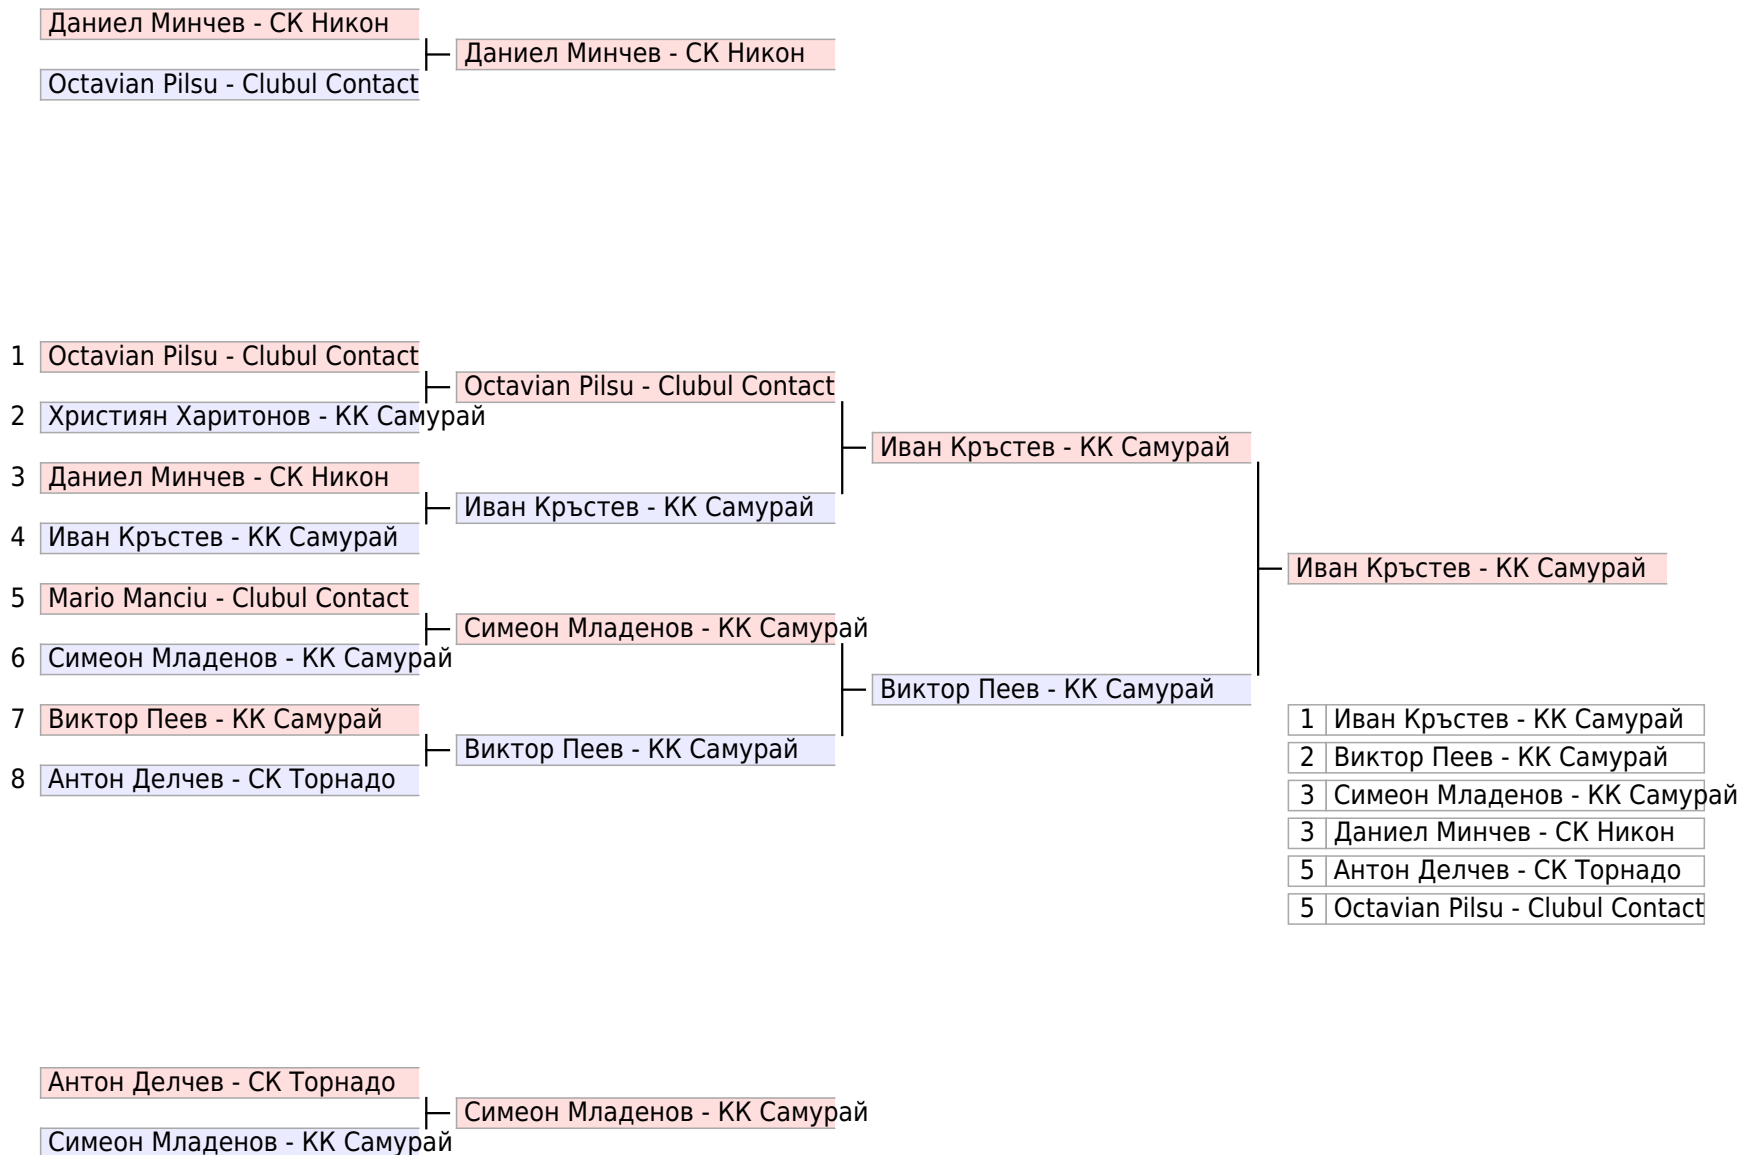 Даниел Минчев - СК Никон
Даниел Минчев - СК Никон
Octavian Pilsu - Clubul Contact
1 Octavian Pilsu - Clubul Contact
Octavian Pilsu - Clubul Contact
2 Християн Харитонов - КК Самурай
Иван Кръстев - КК Самурай
3 Даниел Минчев - СК Никон
Иван Кръстев - КК Самурай
4 Иван Кръстев - КК Самурай
Иван Кръстев - КК Самурай
5 Mario Manciu - Clubul Contact
Симеон Младенов - КК Самурай
6 Симеон Младенов - КК Самурай
Виктор Пеев - КК Самурай
7 Виктор Пеев - КК Самурай
Виктор Пеев - КК Самурай
8 Антон Делчев - СК Торнадо
1 Иван Кръстев - КК Самурай
2 Виктор Пеев - КК Самурай
3 Симеон Младенов - КК Самурай
3 Даниел Минчев - СК Никон
5 Антон Делчев - СК Торнадо
5 Octavian Pilsu - Clubul Contact
Антон Делчев - СК Торнадо
Симеон Младенов - КК Самурай
Симеон Младенов - КК Самурай